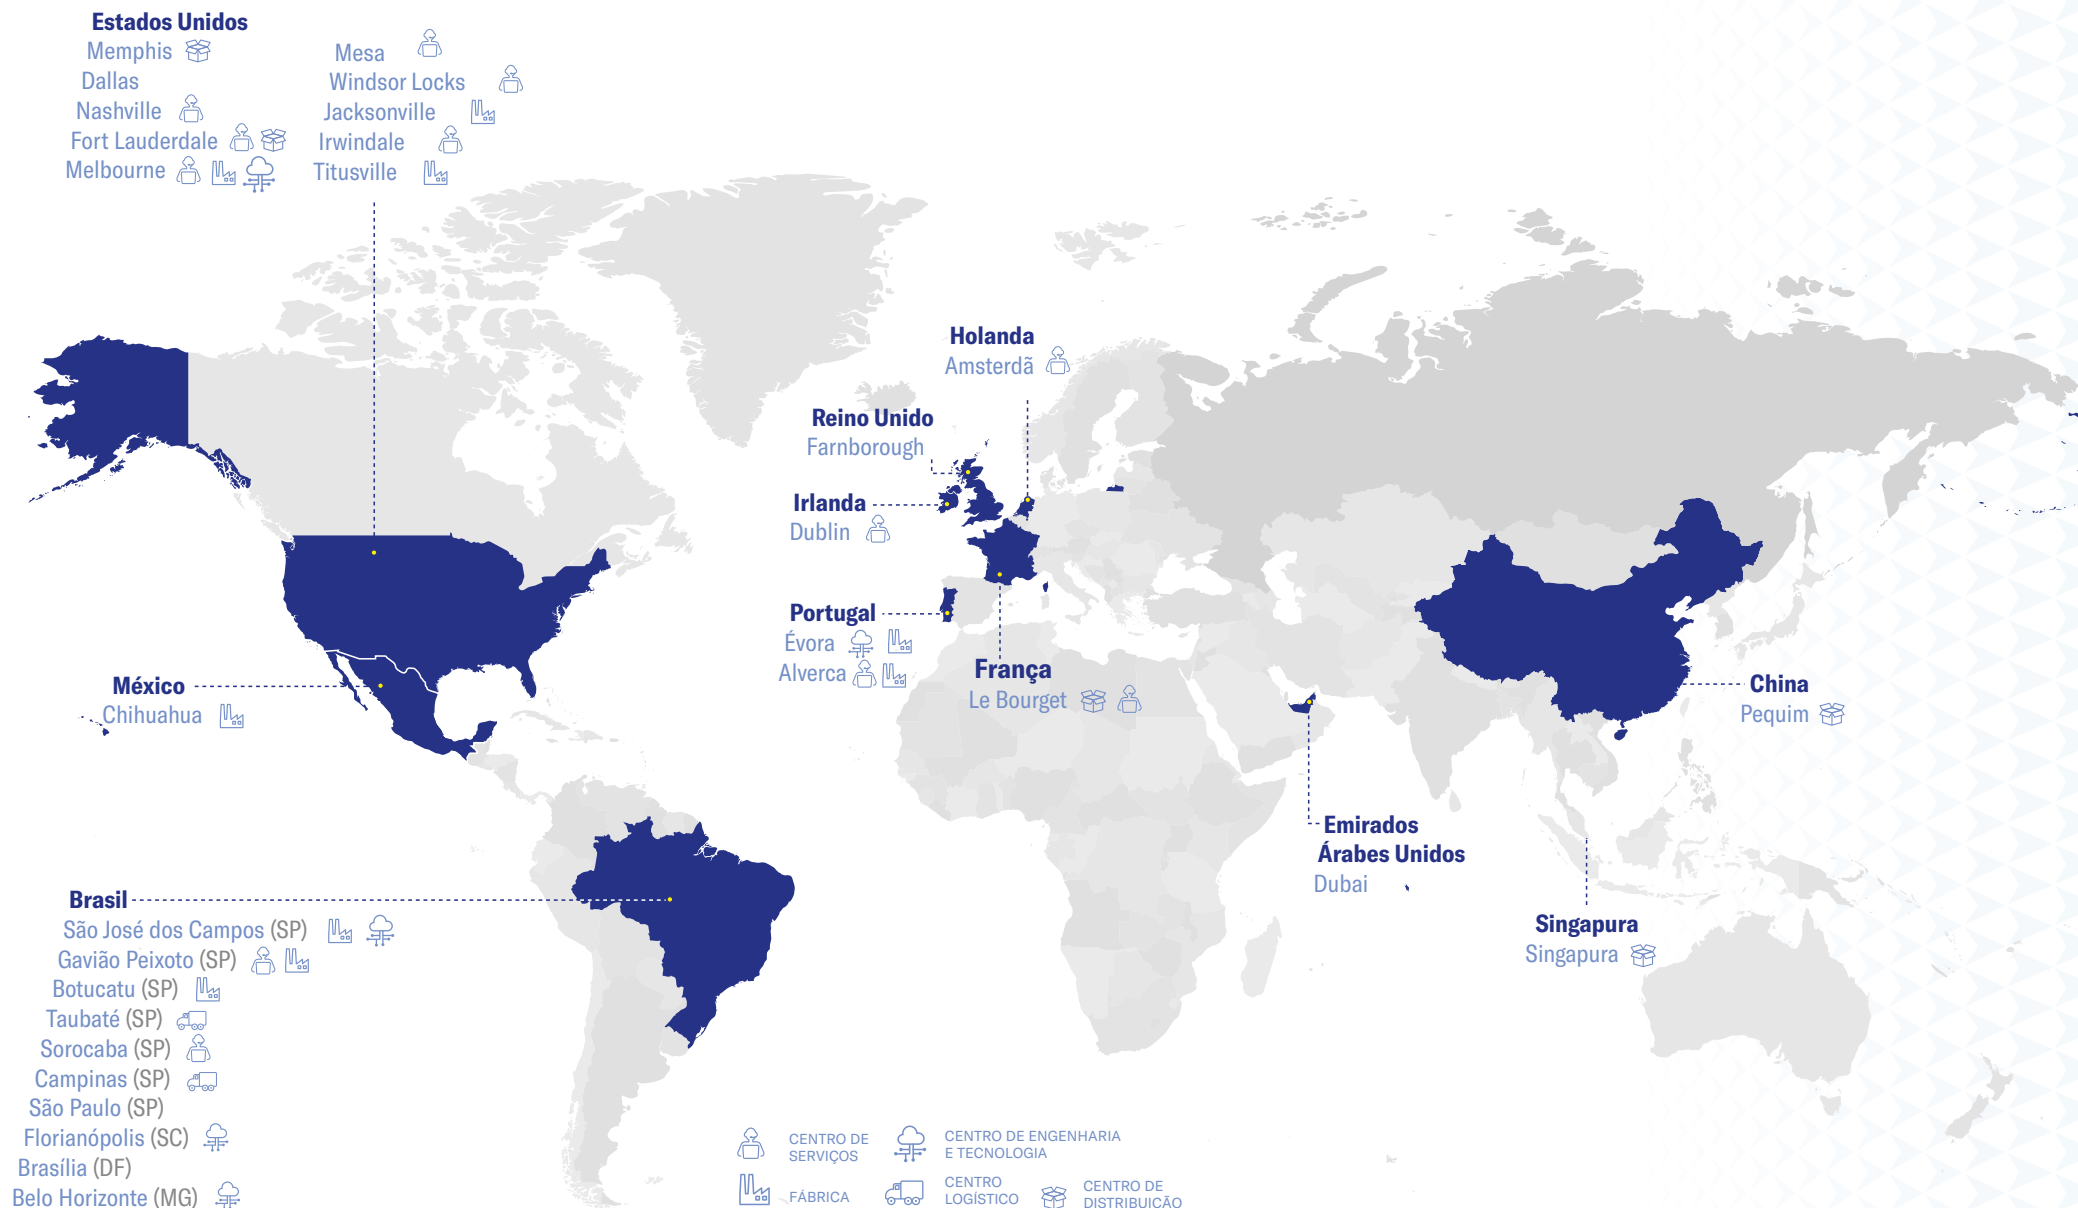 Estados Unidos
Memphis
Dallas
Nashville
Fort Lauderdale
Melbourne
Mesa
Windsor Locks
Jacksonville
Irwindale
Titusville
Holanda
Amsterdã
Reino Unido
Farnborough
Irlanda
Dublin
Portugal
Évora
Alverca
França
Le Bourget
México
Chihuahua
China
Pequim
Emirados
Árabes Unidos
Dubai
Singapura
Singapura
Brasil
São José dos Campos (SP)
Gavião Peixoto (SP)
Botucatu (SP)
Taubaté (SP)
Sorocaba (SP)
Campinas (SP)
São Paulo (SP)
Florianópolis (SC)
Brasília (DF)
Belo Horizonte (MG)
CENTRO DE
SERVIÇOS
CENTRO DE ENGENHARIA
E TECNOLOGIA
FÁBRICA
CENTRO
LOGÍSTICO
CENTRO DE
DISTRIBUIÇÃO